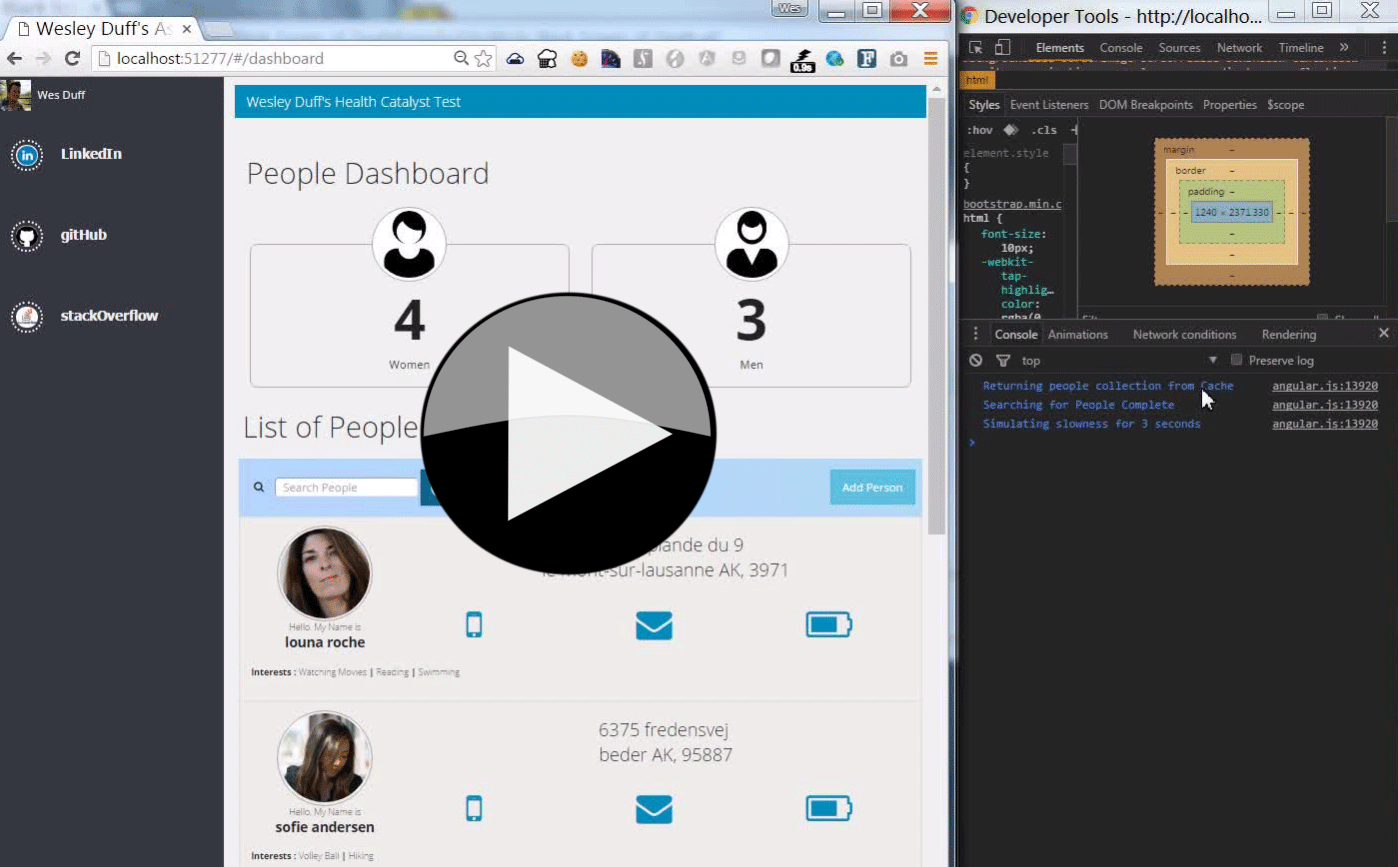 Wes
Wesley Duff's As
localhost:51277/#/dashboard
0.9s
Wes Duff
LinkedIn
gitHub
stackOverflow
Wesley Duff's Health Catalyst Test
People Dashboard
4
Women
3
Men
List of People
Search People
Add Person
plande du 9
mont-sur-lausanne AK, 3971
Hello, My Name is
louna roche
Interests : Watching Movies | Reading | Swimming
6375 fredensvej
beder AK, 95887
Hello, My Name is
sofie andersen
Interests : Volley Ball | Hiking
Developer Tools - http://localho...
Elements Console Sources Network Timeline »
html
Styles Event Listeners DOM Breakpoints Properties $scope
:hov .cls +
element.style
{
}
bootstrap.min.c
html {
font-size:
10px;
-webkit-
tap-
highlig…
color:
rgba(0
margin -
border -
padding -
1240 × 2371.330
Console Animations Network conditions Rendering
top Preserve log
Returning people collection from Cache angular.js:13920
Searching for People Complete angular.js:13920
Simulating slowness for 3 seconds angular.js:13920
>